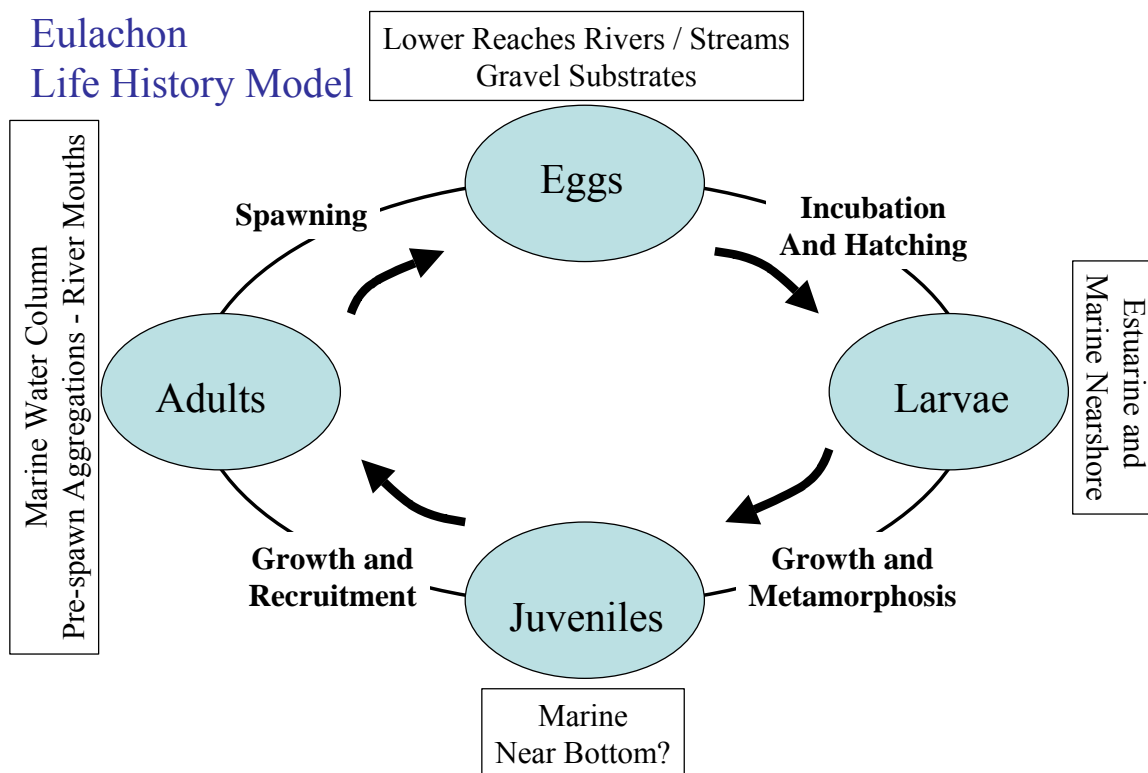 Eulachon
Life History Model
Lower Reaches Rivers / Streams
Gravel Substrates
Eggs
Spawning
Incubation
And Hatching
Marine Water Column
Pre-spawn Aggregations - River Mouths
Adults
Larvae
Estuarine and
Marine Nearshore
Growth and
Recruitment
Growth and
Metamorphosis
Juveniles
Marine
Near Bottom?